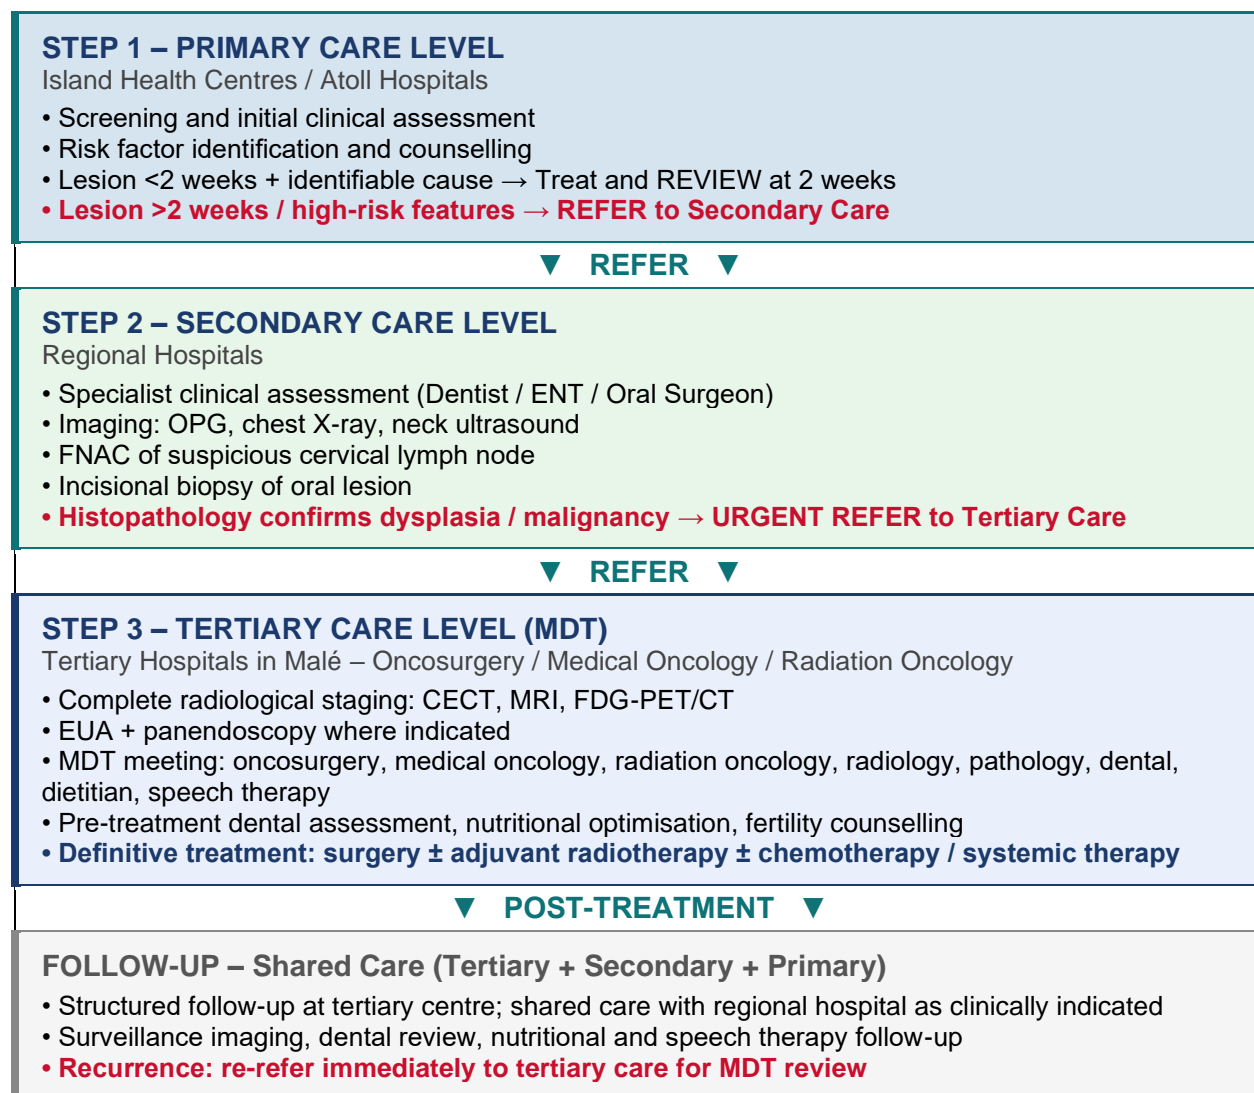 STEP 1 – PRIMARY CARE LEVEL
Island Health Centres / Atoll Hospitals
• Screening and initial clinical assessment
• Risk factor identification and counselling
• Lesion <2 weeks + identifiable cause → Treat and REVIEW at 2 weeks
• Lesion >2 weeks / high-risk features → REFER to Secondary Care
▼ REFER ▼
STEP 2 – SECONDARY CARE LEVEL
Regional Hospitals
• Specialist clinical assessment (Dentist / ENT / Oral Surgeon)
• Imaging: OPG, chest X-ray, neck ultrasound
• FNAC of suspicious cervical lymph node
• Incisional biopsy of oral lesion
• Histopathology confirms dysplasia / malignancy → URGENT REFER to Tertiary Care
▼ REFER ▼
STEP 3 – TERTIARY CARE LEVEL (MDT)
Tertiary Hospitals in Malé – Oncosurgery / Medical Oncology / Radiation Oncology
• Complete radiological staging: CECT, MRI, FDG-PET/CT
• EUA + panendoscopy where indicated
• MDT meeting: oncosurgery, medical oncology, radiation oncology, radiology, pathology, dental,
dietitian, speech therapy
• Pre-treatment dental assessment, nutritional optimisation, fertility counselling
• Definitive treatment: surgery ± adjuvant radiotherapy ± chemotherapy / systemic therapy
▼ POST-TREATMENT ▼
FOLLOW-UP – Shared Care (Tertiary + Secondary + Primary)
• Structured follow-up at tertiary centre; shared care with regional hospital as clinically indicated
• Surveillance imaging, dental review, nutritional and speech therapy follow-up
• Recurrence: re-refer immediately to tertiary care for MDT review